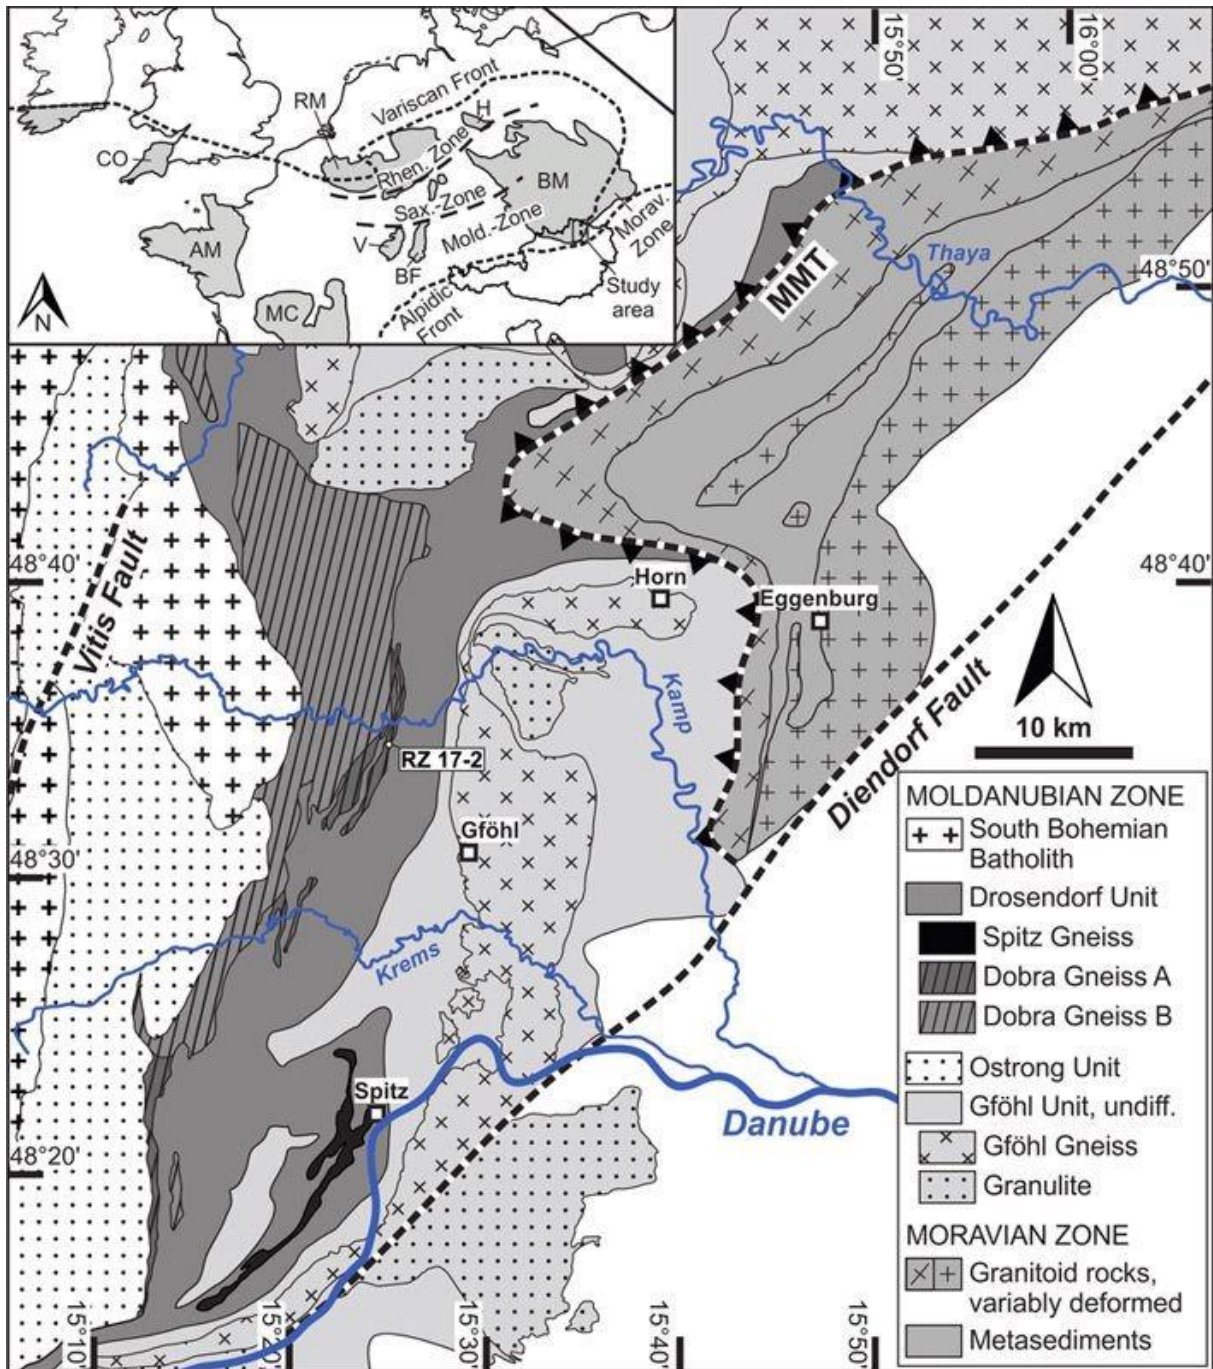 RM
Variscan Front
H
CO
Rhen. Zone
BM
Sax.-Zone
AM
V
Mold.-Zone
Morav.
Zone
BF
Study
area
N
MC
Alpidic
Front
15°50'
16°00'
MMT
Thaya
48°50'
48°40'
48°40'
Vitis Fault
Horn
Eggenburg
Kamp
10 km
RZ 17-2
Diendorf Fault
Gföhl
48°30'
Krems
Spitz
Danube
48°20'
15°10'
15°20'
15°30'
15°40'
15°50'
MOLDANUBIAN ZONE
South Bohemian
Batholith
Drosendorf Unit
Spitz Gneiss
Dobra Gneiss A
Dobra Gneiss B
Ostrong Unit
Gföhl Unit, undiff.
Gföhl Gneiss
Granulite
MORAVIAN ZONE
Granitoid rocks,
variably deformed
Metasediments